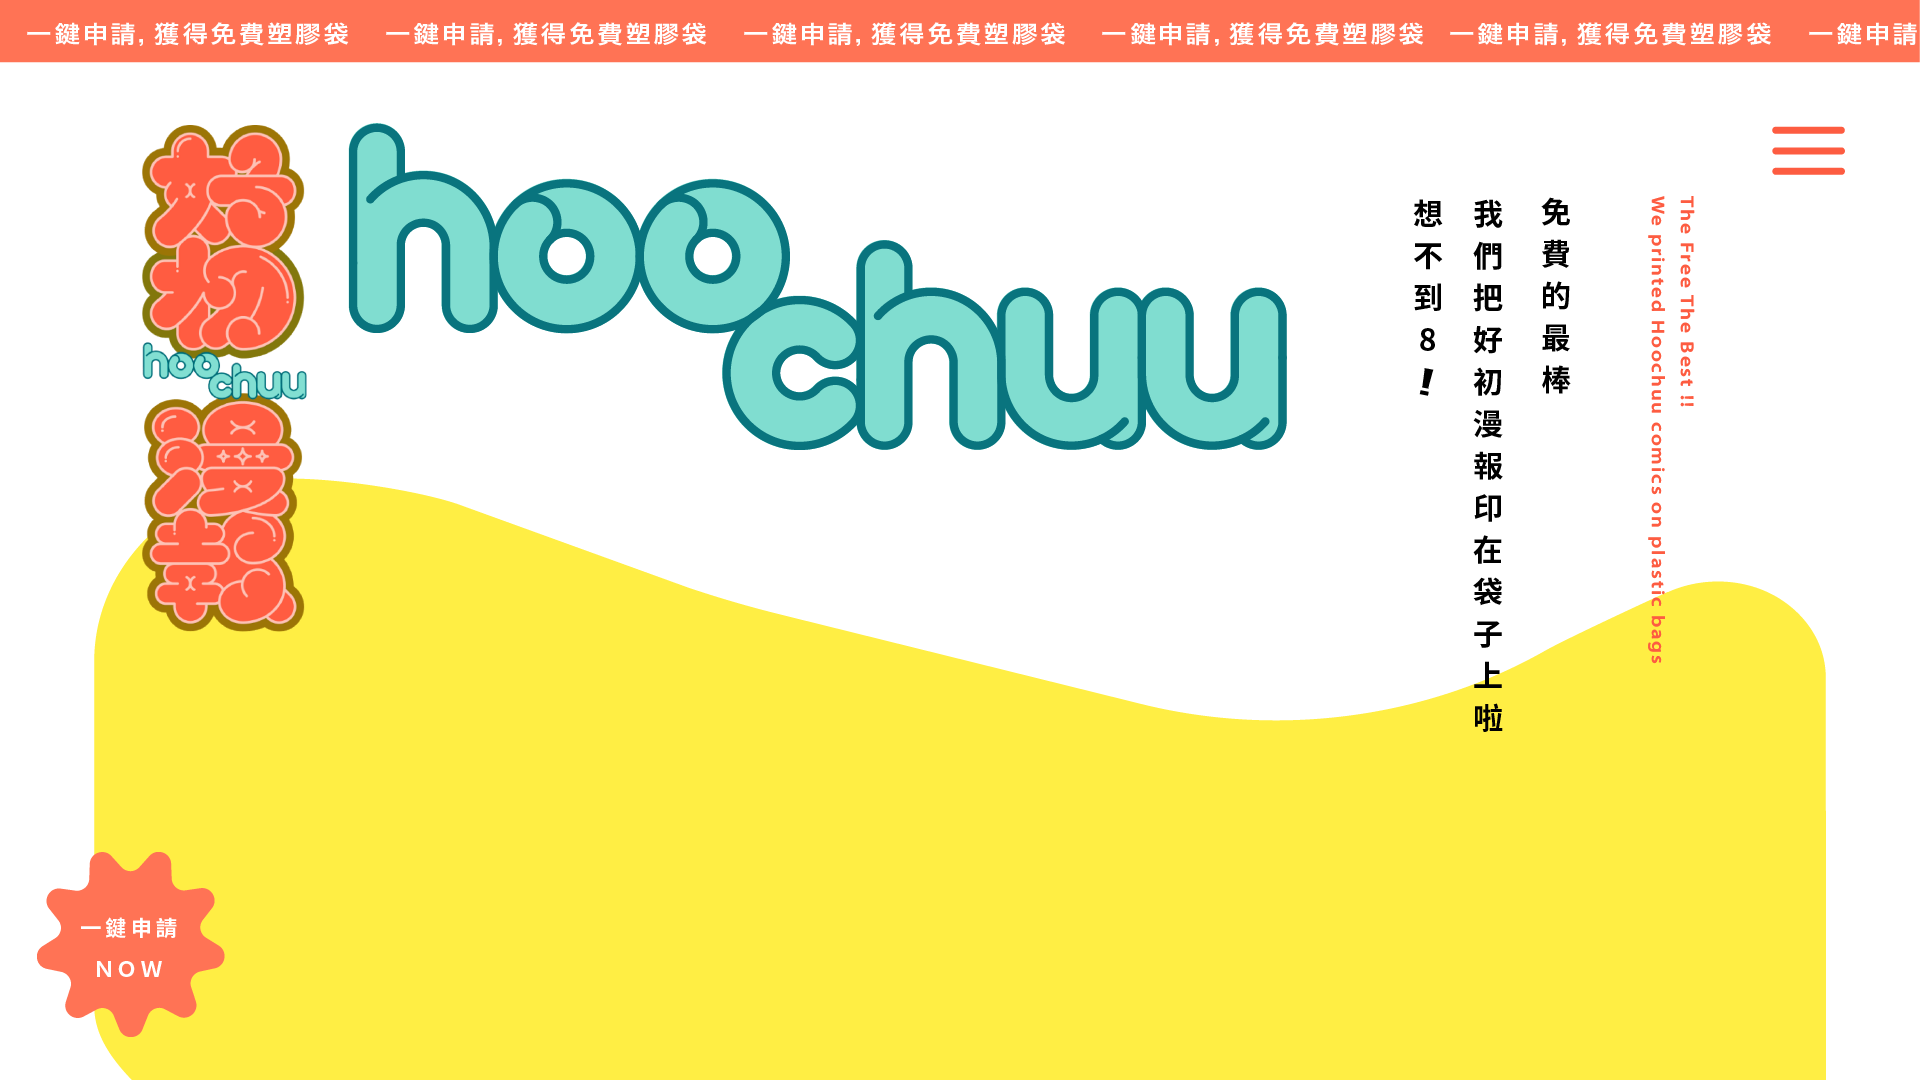 一鍵申請, 獲得免費塑膠袋 一鍵申請, 獲得免費塑膠袋 一鍵申請, 獲得免費塑膠袋 一鍵申請, 獲得免費塑膠袋 一鍵申請, 獲得免費塑膠袋 一鍵申請
好初
hoo
chuu
漫報
hoo
chuu
The Free The Best !!
We printed Hoochuu comics on plastic bags
免費的最棒
我們把好初漫報印在袋子上啦
想不到8!
一鍵申請
NOW